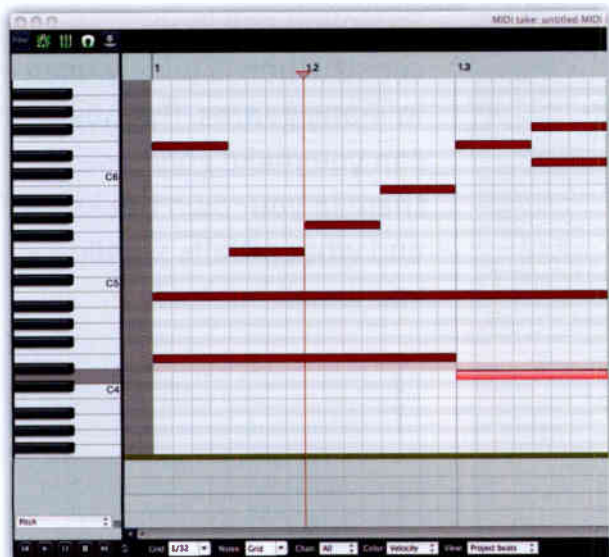 MIDI take: untitled MIDI
1 1.2 1.3
C6
C5
C4
Pitch
Grid 1/32 Notes Grid Chan: All Color Velocity View: Project beats